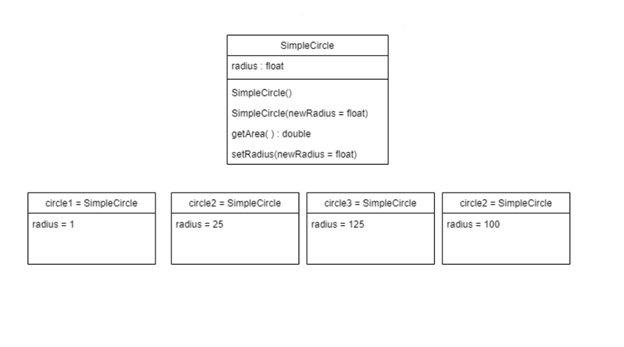 SimpleCircle
radius : float
SimpleCircle()
SimpleCircle(newRadius = float)
getArea( ) : double
setRadius(newRadius = float)
circle1 = SimpleCircle
radius = 1
circle2 = SimpleCircle
radius = 25
circle3 = SimpleCircle
radius = 125
circle2 = SimpleCircle
radius = 100